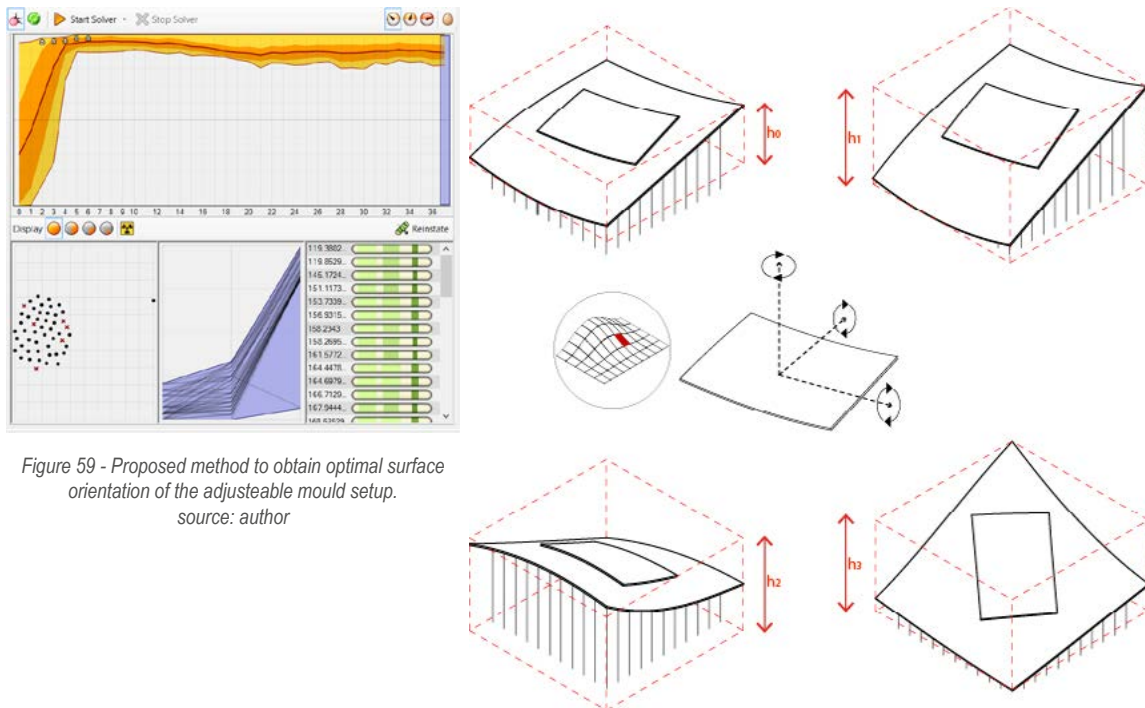 Start Solver
Stop Solver
0 1 2 3 4 5 6 7 8 9 10 12 14 16 18 20 22 24 26 28 30 32 34 36
Display
Reinstate
119.3802..
119.8529..
145.1724..
151.1173..
153.7339..
156.9315..
158.2343
158.2695..
161.5772..
164.4478..
164.6979..
166.7129..
167.9444..
Figure 59 - Proposed method to obtain optimal surface
orientation of the adjusteable mould setup.
source: author
h0
h1
h2
h3